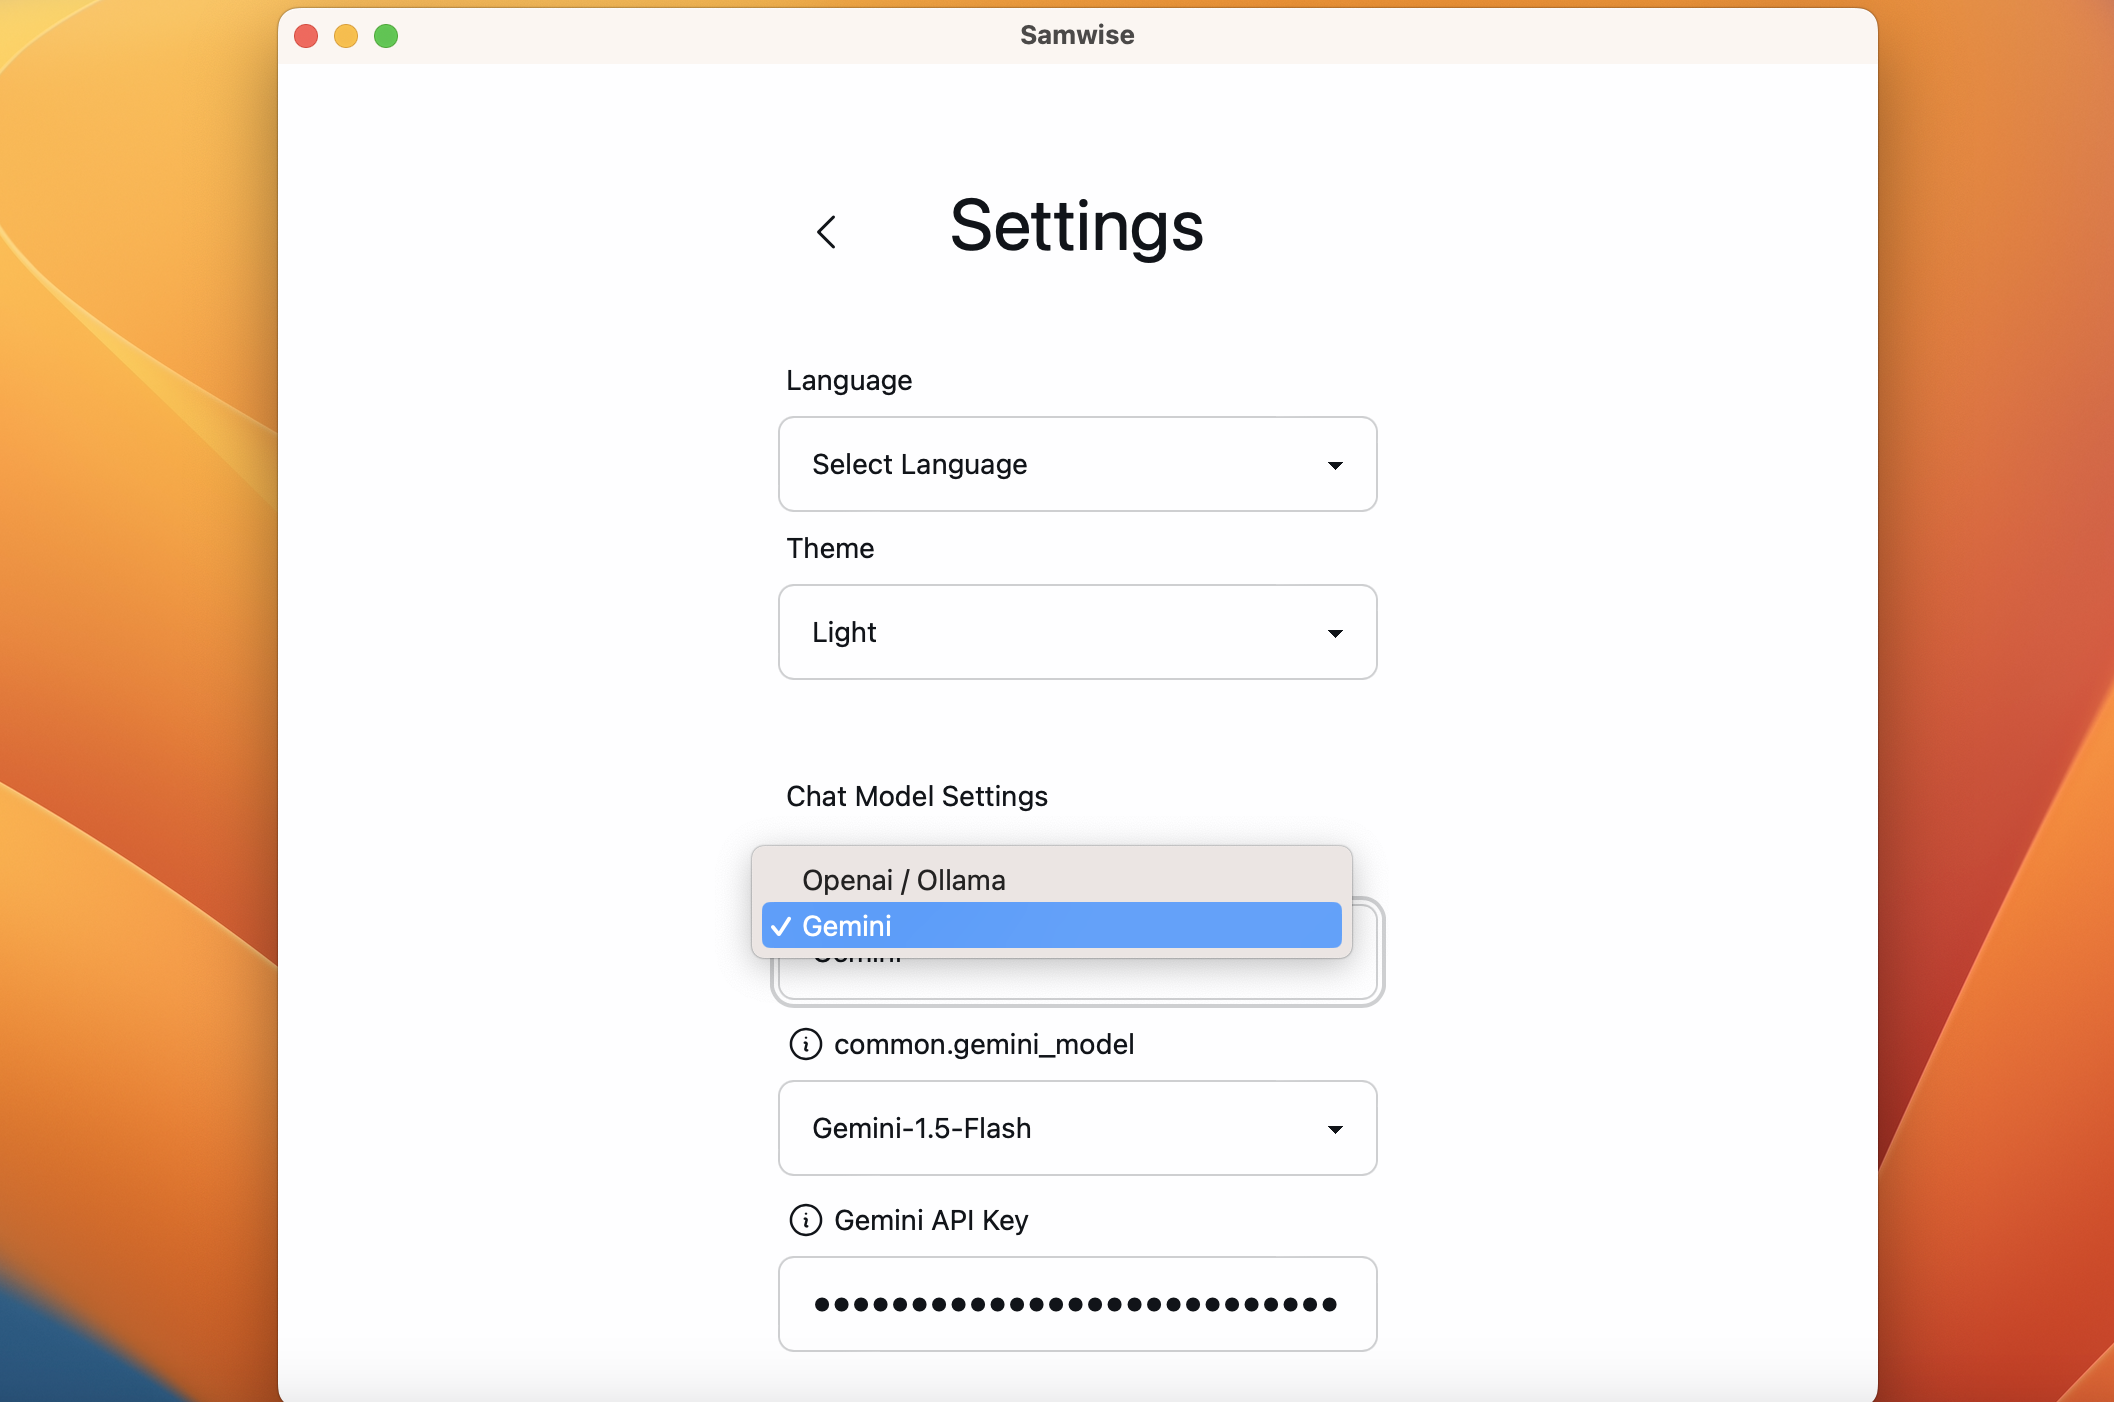 Samwise
Settings
Language
Select Language
Theme
Light
Chat Model Settings
Openai / Ollama
✓ Gemini
Gemini
common.gemini_model
Gemini-1.5-Flash
Gemini API Key